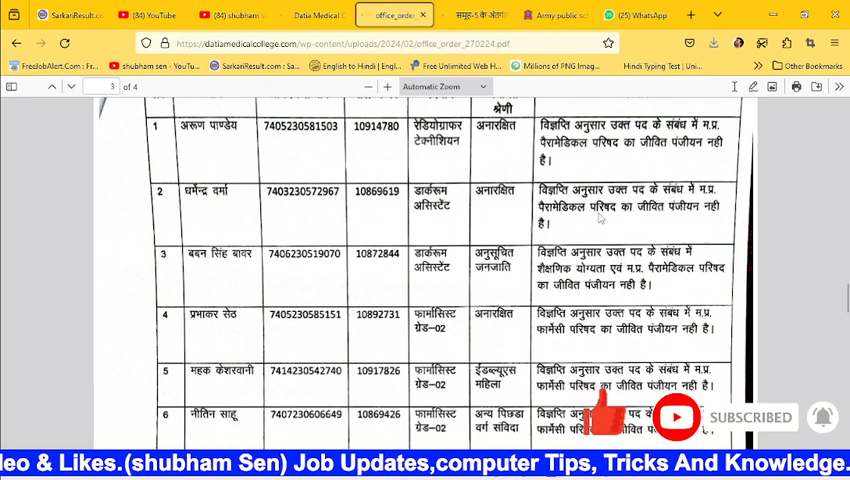 SarkariResult.com
(84) YouTube
(84) shubham sen
Datia Medical C
office_order_
समूह-5 के अंतर्ग
Army public sch
(25) WhatsApp
https://datiamedicalcollege.com/wp-content/uploads/2024/02/office_order_270224.pdf
FreeJobAlert.Com : Fr...
shubham sen - YouTu...
SarkariResult.com : Sa...
English to Hindi | Engl...
Free Unlimited Web H...
Millions of PNG Imag...
Hindi Typing Test | Uni...
Other Bookmarks
3 of 4
Automatic Zoom
श्रेणी
1 अरूण पाण्डेय 7405230581503 10914780 रेडियोग्राफर अनारक्षित विज्ञप्ति अनुसार उक्त पद के संबंध में म.प्र.
टेक्नीशियन पैरामेडिकल परिषद का जीवित पंजीयन नही
है।
2 धर्मेन्द्र वर्मा 7403230572967 10869619 डार्करूम अनारक्षित विज्ञप्ति अनुसार उक्त पद के संबंध में म.प्र.
असिस्टेंट पैरामेडिकल परिषद का जीवित पंजीयन नही
है।
3 बबन सिंह बावर 7406230519070 10872844 डार्करूम अनुसूचित विज्ञप्ति अनुसार उक्त पद के संबंध में
असिस्टेंट जनजाति शैक्षणिक योग्यता एवं म.प्र. पैरामेडिकल परिषद
का जीवित पंजीयन नही है।
4 प्रभाकर सेठ 7405230585151 10892731 फार्मासिस्ट अनारक्षित विज्ञप्ति अनुसार उक्त पद के संबंध में म.प्र.
ग्रेड-02 फार्मेसी परिषद का जीवित पंजीयन नही है।
5 महक केशरवानी 7414230542740 10917826 फार्मासिस्ट ईडब्ल्यूएस विज्ञप्ति अनुसार उक्त पद के संबंध में म.प्र.
ग्रेड-02 महिला फार्मेसी परिषद का जीवित पंजीयन नही है।
6 नीतिन साहू 7407230606649 10869426 फार्मासिस्ट अन्य पिछडा विज्ञप्ति
ग्रेड-02 वर्ग संविदा फार्मेसी परिषद
SUBSCRIBED
leo & Likes.(shubham Sen) Job Updates,computer Tips, Tricks And Knowledge.